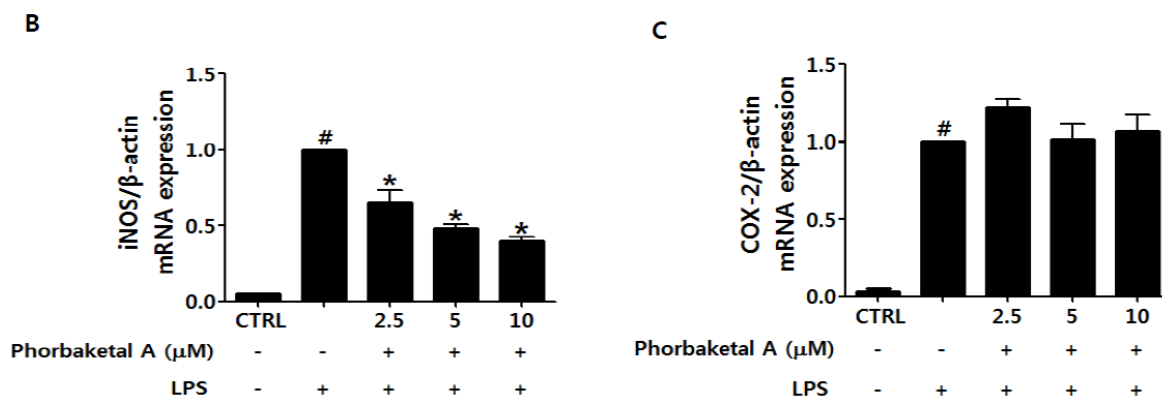 B
iNOS/β-actin
mRNA expression
1.5
1.0
0.5
0.0
#
*
*
*
CTRL 2.5 5 10
Phorbaketal A (μM) - - + + +
LPS - + + + +
C
COX-2/β-actin
mRNA expression
1.5
1.0
0.5
0.0
#
CTRL 2.5 5 10
Phorbaketal A (μM) - - + + +
LPS - + + + +